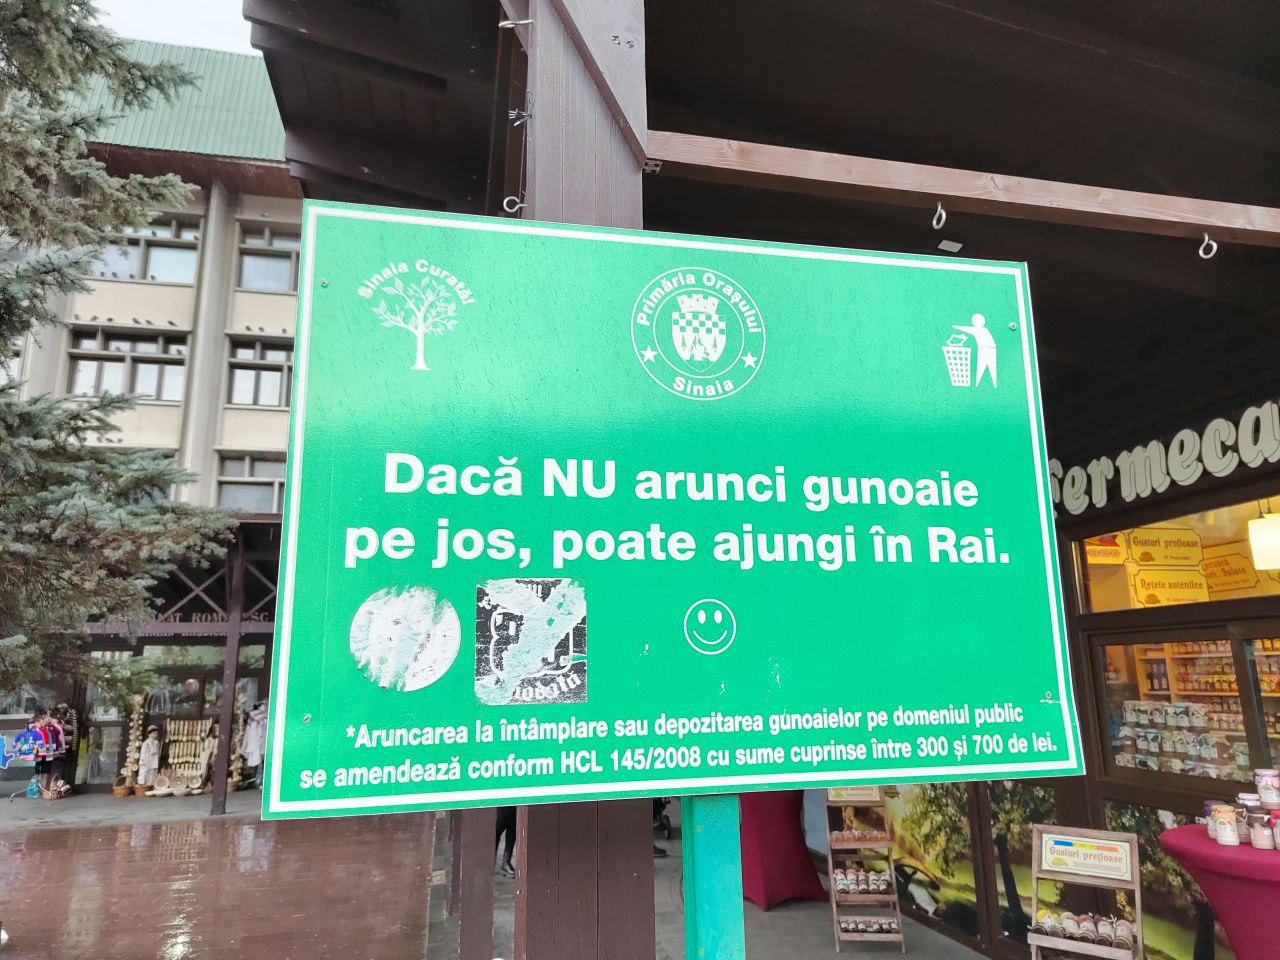 Sinaia Curată!
Primăria Orașului
Sinaia
Dacă NU arunci gunoaie
pe jos, poate ajungi în Rai.
*Aruncarea la întâmplare sau depozitarea gunoaielor pe domeniul public
se amendează conform HCL 145/2008 cu sume cuprinse între 300 și 700 de lei.
fermeca
Gusturi prețioase
Rețete autentice
Gusturi prețioase